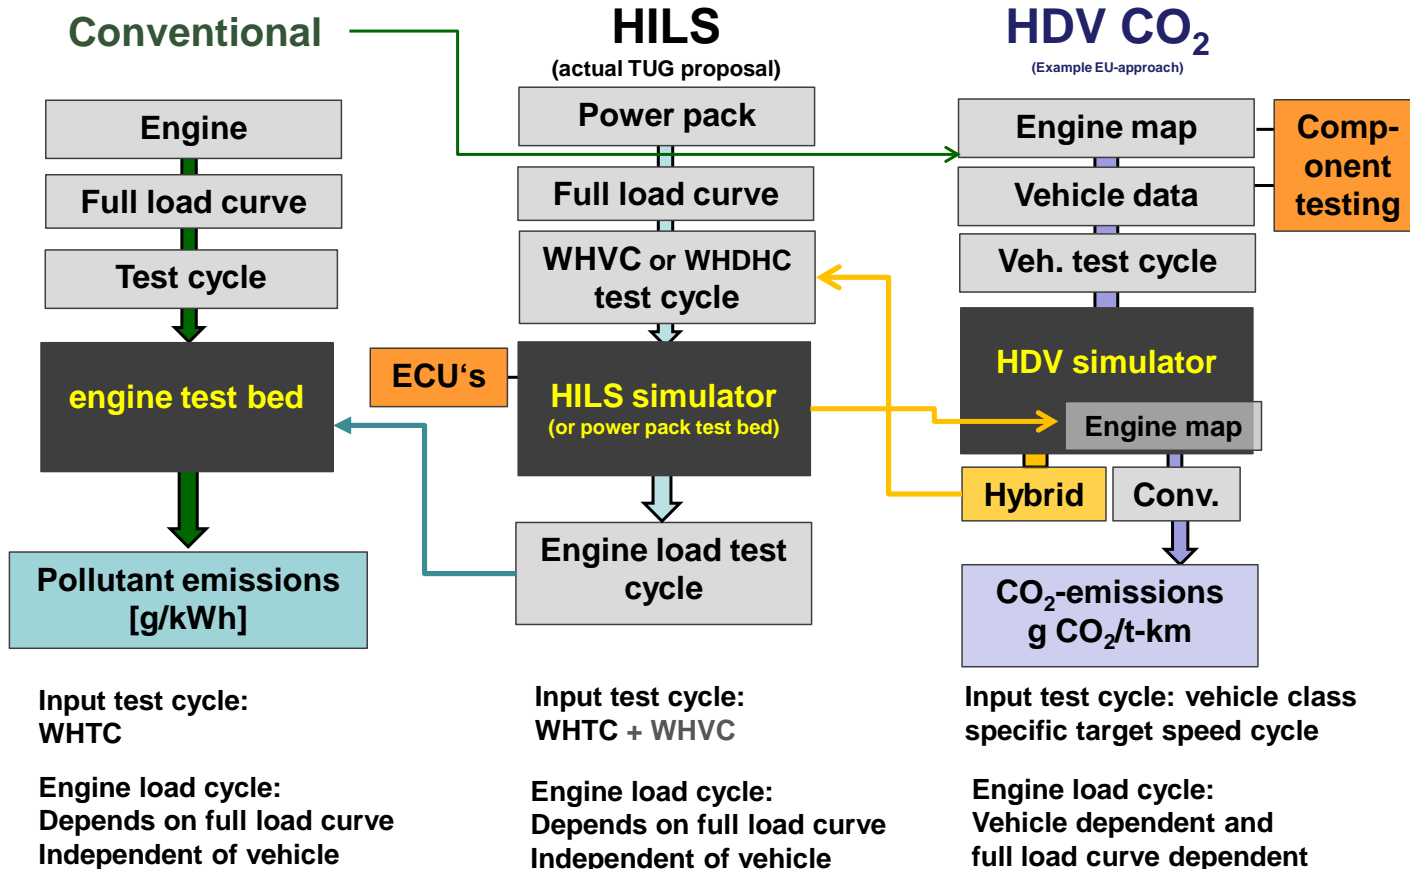 Conventional
Engine
Full load curve
Test cycle
engine test bed
Pollutant emissions
[g/kWh]
Input test cycle:
WHTC
Engine load cycle:
Depends on full load curve
Independent of vehicle
HILS
(actual TUG proposal)
Power pack
Full load curve
WHVC or WHDHC
test cycle
ECU‘s
HILS simulator
(or power pack test bed)
Engine load test
cycle
Input test cycle:
WHTC + WHVC
Engine load cycle:
Depends on full load curve
Independent of vehicle
HDV CO₂
(Example EU-approach)
Engine map
Vehicle data
Comp-
onent
testing
Veh. test cycle
HDV simulator
Engine map
Hybrid
Conv.
CO₂-emissions
g CO₂/t-km
Input test cycle: vehicle class
specific target speed cycle
Engine load cycle:
Vehicle dependent and
full load curve dependent